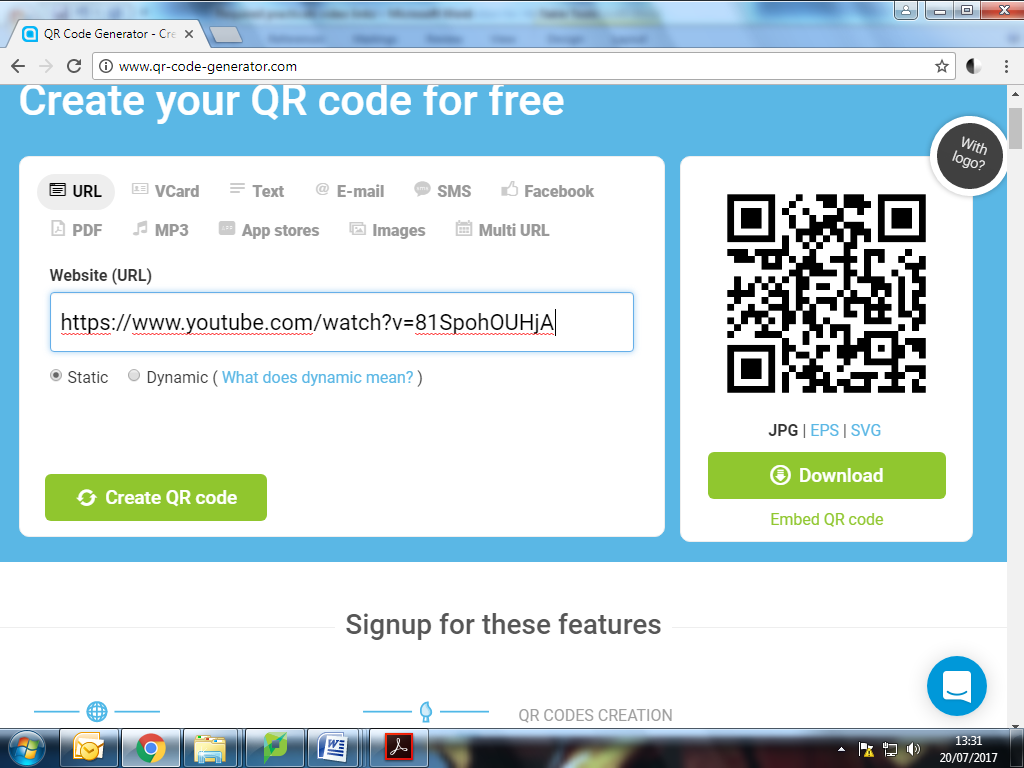 QR Code Generator - Cre
www.qr-code-generator.com
Create your QR code for free
With logo?
URL VCard Text E-mail SMS Facebook
PDF MP3 App stores Images Multi URL
Website (URL)
https://www.youtube.com/watch?v=81SpohOUHjA
Static Dynamic ( What does dynamic mean? )
JPG | EPS | SVG
Create QR code
Download
Embed QR code
Signup for these features
QR CODES CREATION
13:31
20/07/2017